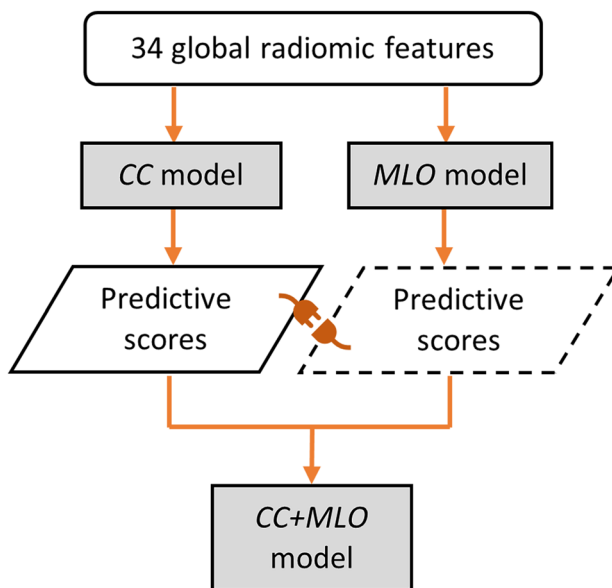 34 global radiomic features
CC model
MLO model
Predictive
scores
Predictive
scores
CC+MLO
model